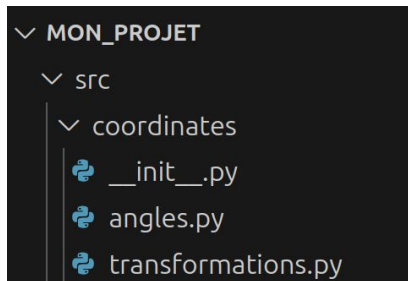 MON_PROJET
src
coordinates
__init__.py
angles.py
transformations.py